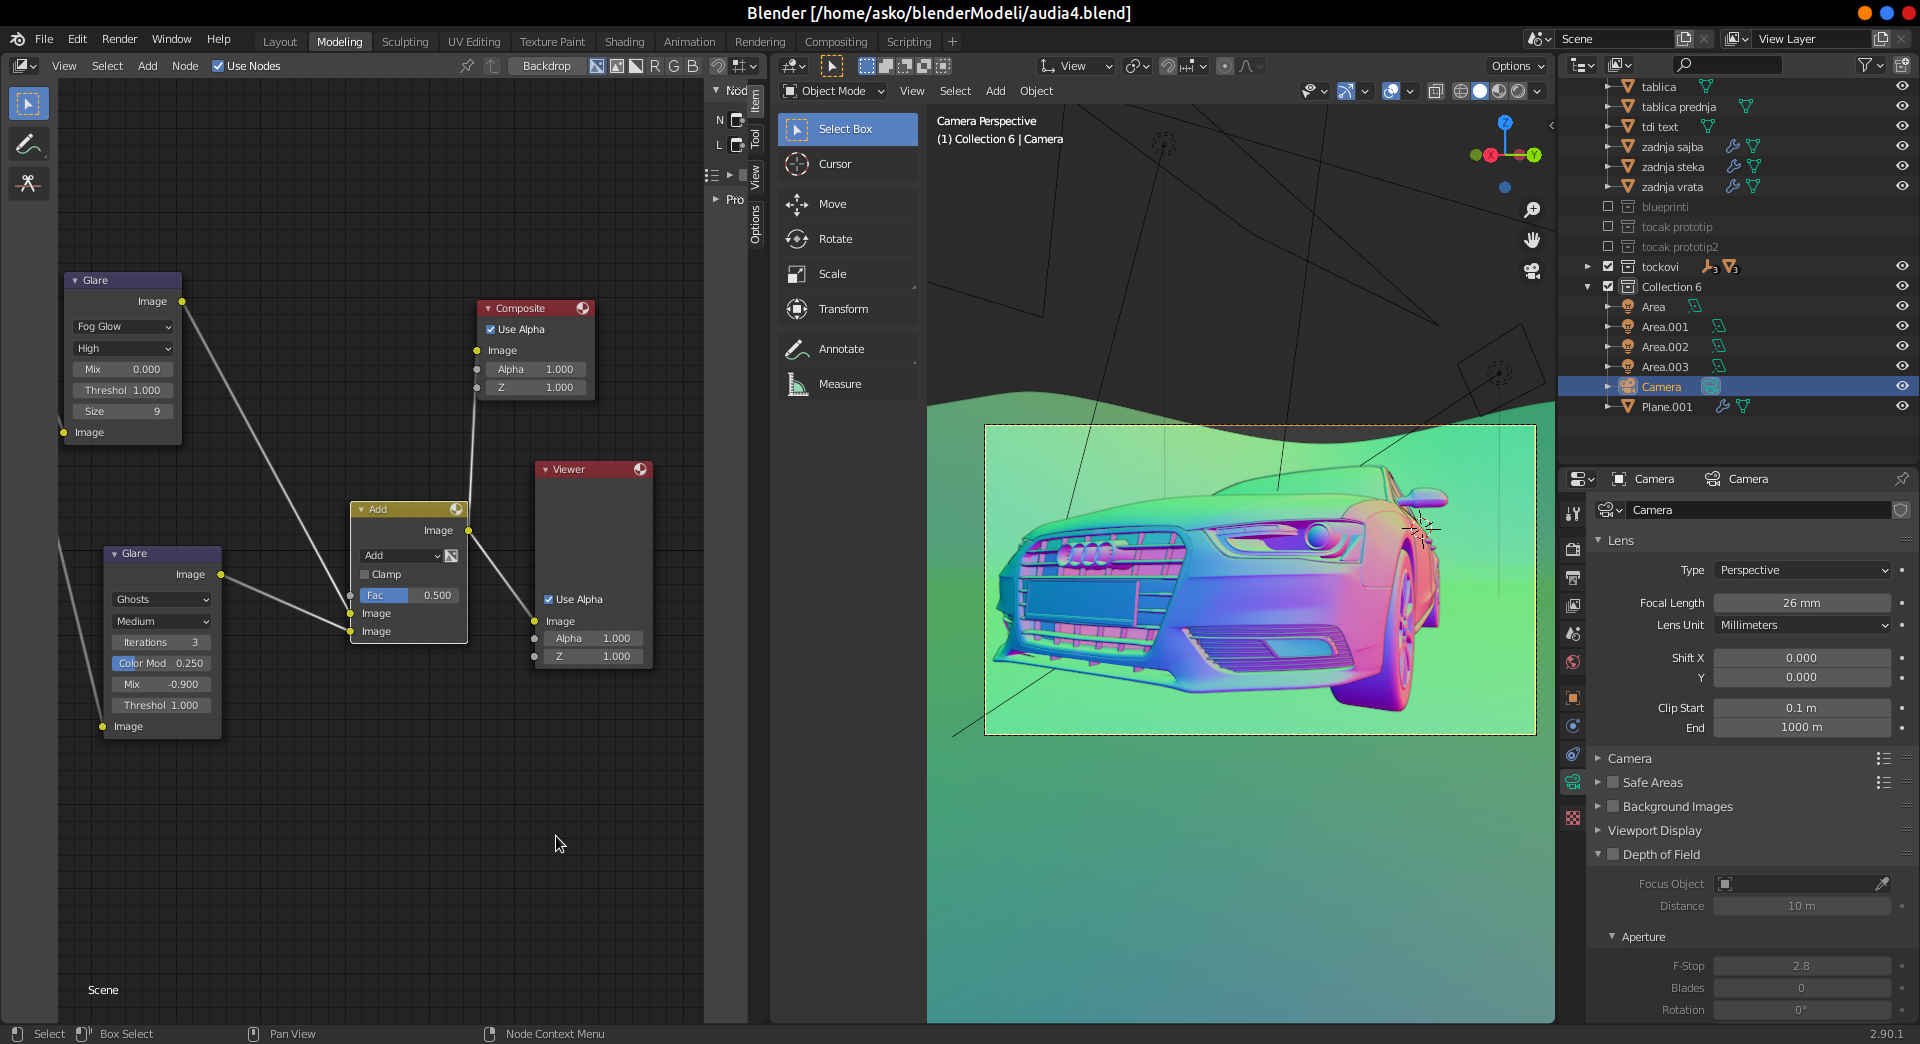 Blender [/home/asko/blenderModeli/audia4.blend]
File Edit Render Window Help Layout Modeling Sculpting UV Editing Texture Paint Shading Animation Rendering Compositing Scripting +
Scene View Layer
View Select Add Node Use Nodes Backdrop R G B
View Options
Object Mode View Select Add Object
Nod
N
L
Pro
Item
Tool
View
Options
Glare
Image
Fog Glow
High
Mix 0.000
Threshol 1.000
Size 9
Image
Glare
Image
Ghosts
Medium
Iterations 3
Color Mod 0.250
Mix -0.900
Threshol 1.000
Image
Add
Image
Add
Clamp
Fac 0.500
Image
Image
Composite
Use Alpha
Image
Alpha 1.000
Z 1.000
Viewer
Use Alpha
Image
Alpha 1.000
Z 1.000
Scene
Select Box
Cursor
Move
Rotate
Scale
Transform
Annotate
Measure
Camera Perspective
(1) Collection 6 | Camera
Z
X
Y
tablica
tablica prednja
tdi text
zadnja sajba
zadnja steka
zadnja vrata
blueprinti
tocak prototip
tocak prototip2
tockovi 3 3
Collection 6
Area
Area.001
Area.002
Area.003
Camera
Plane.001
Camera Camera
Camera
Lens
Type Perspective
Focal Length 26 mm
Lens Unit Millimeters
Shift X 0.000
Y 0.000
Clip Start 0.1 m
End 1000 m
Camera
Safe Areas
Background Images
Viewport Display
Depth of Field
Focus Object
Distance 10 m
Aperture
F-Stop 2.8
Blades 0
Rotation 0°
Select Box Select Pan View Node Context Menu 2.90.1